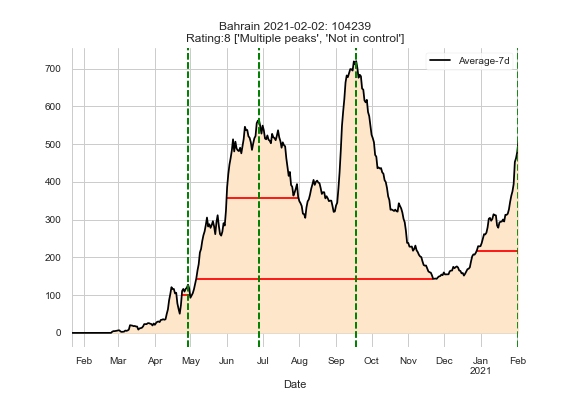 Bahrain 2021-02-02: 104239
Rating:8 ['Multiple peaks', 'Not in control']
Average-7d
700
600
500
400
300
200
100
0
Feb Mar Apr May Jun Jul Aug Sep Oct Nov Dec Jan Feb
2021
Date